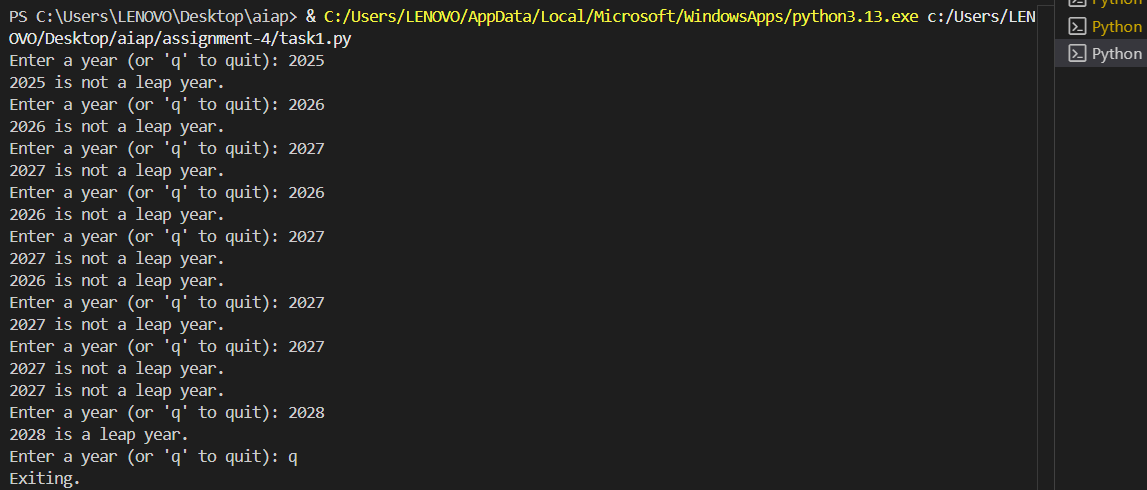 PS C:\Users\LENOVO\Desktop\aiap> & C:/Users/LENOVO/AppData/Local/Microsoft/WindowsApps/python3.13.exe c:/Users/LEN
OVO/Desktop/aiap/assignment-4/task1.py
Enter a year (or 'q' to quit): 2025
2025 is not a leap year.
Enter a year (or 'q' to quit): 2026
2026 is not a leap year.
Enter a year (or 'q' to quit): 2027
2027 is not a leap year.
Enter a year (or 'q' to quit): 2026
2026 is not a leap year.
Enter a year (or 'q' to quit): 2027
2027 is not a leap year.
2026 is not a leap year.
Enter a year (or 'q' to quit): 2027
2027 is not a leap year.
Enter a year (or 'q' to quit): 2027
2027 is not a leap year.
2027 is not a leap year.
Enter a year (or 'q' to quit): 2028
2028 is a leap year.
Enter a year (or 'q' to quit): q
Exiting.
Python
Python
Python